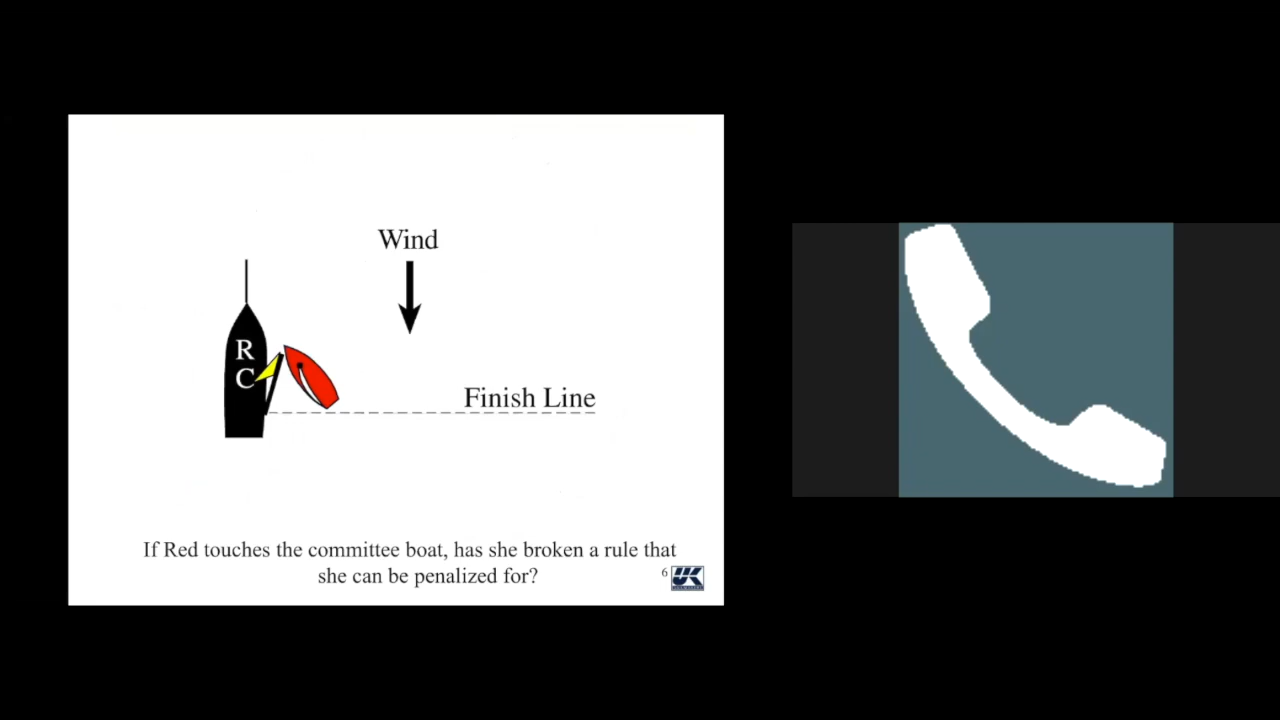 Wind
R
C
Finish Line
If Red touches the committee boat, has she broken a rule that
she can be penalized for?
6
UK